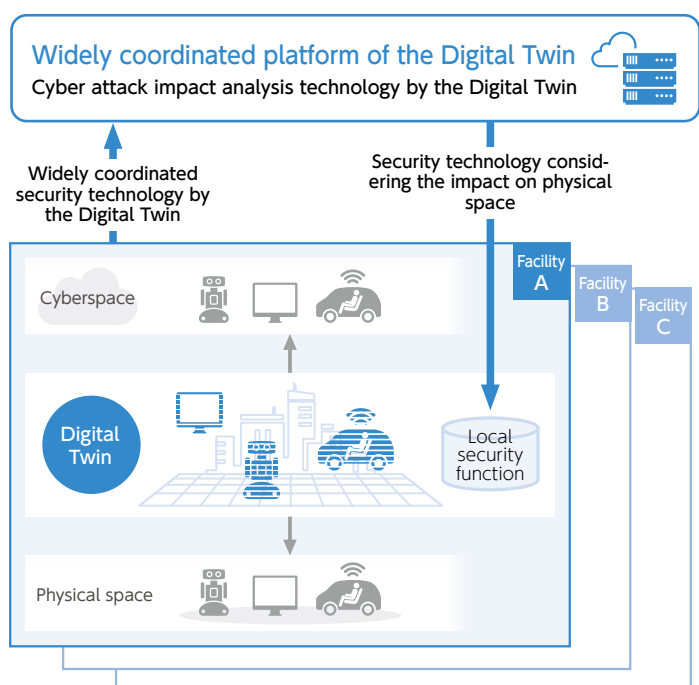 Widely coordinated platform of the Digital Twin
Cyber attack impact analysis technology by the Digital Twin
Widely coordinated
security technology by
the Digital Twin
Security technology consid-
ering the impact on physical
space
Facility
A
Facility
B
Facility
C
Cyberspace
Digital
Twin
Local
security
function
Physical space